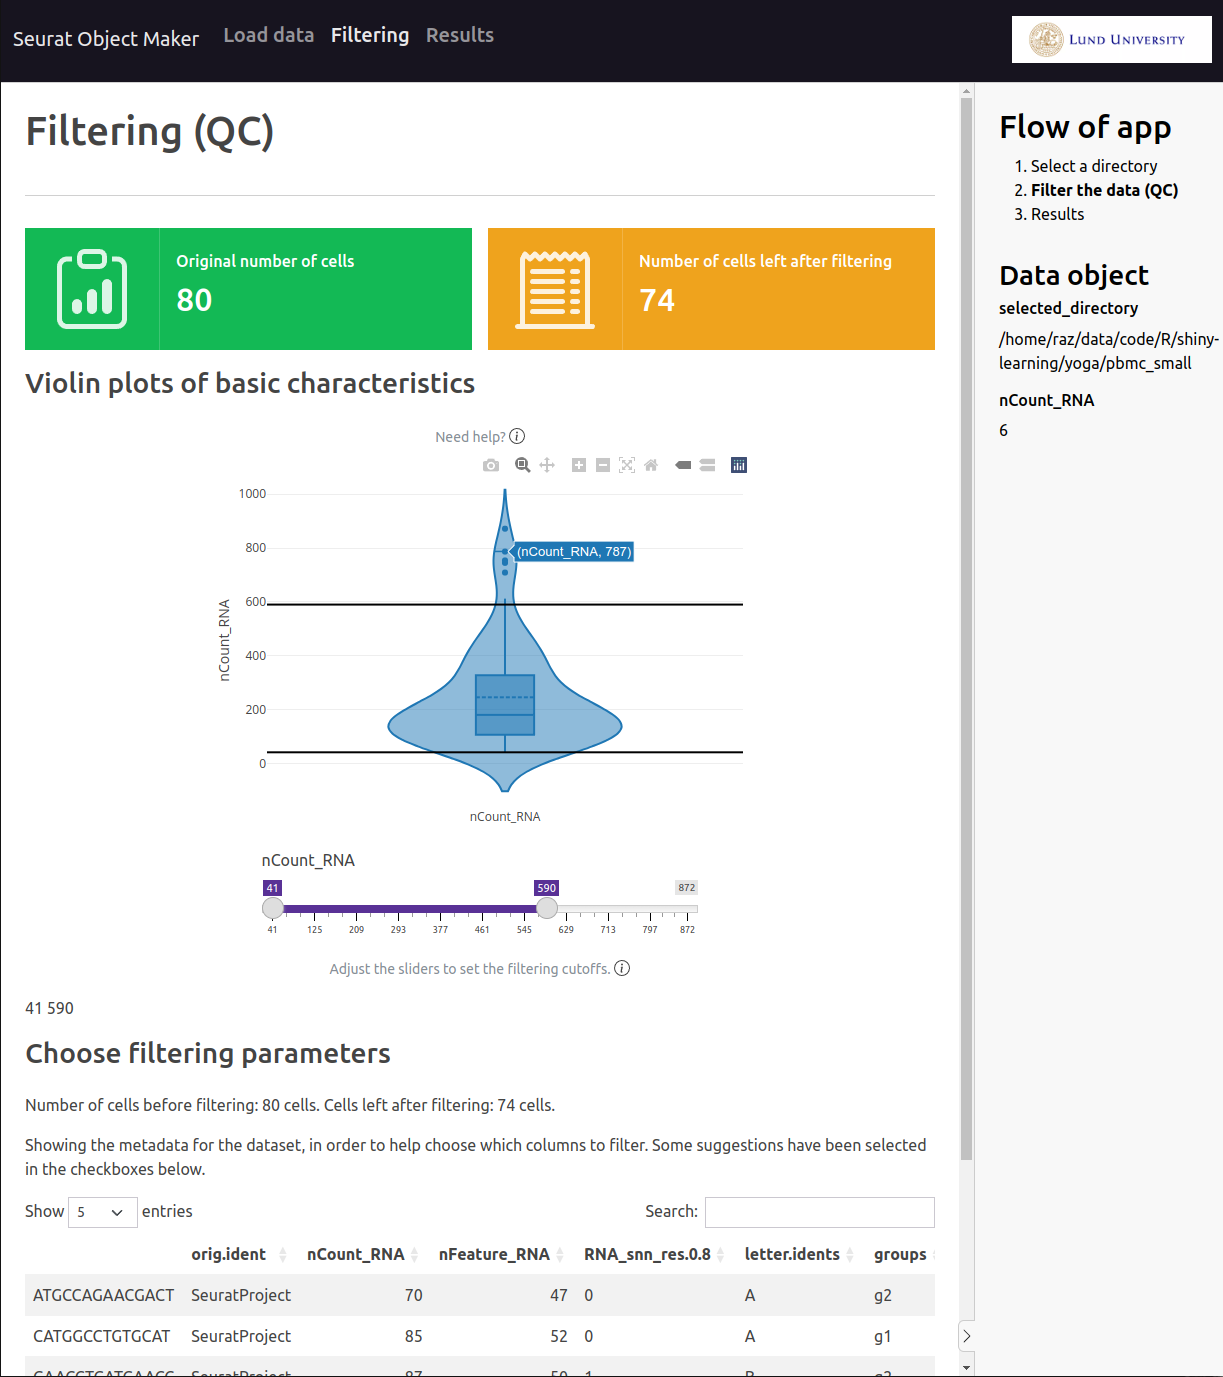 Seurat Object Maker Load data Filtering Results
LUND UNIVERSITY
Filtering (QC)
Original number of cells
80
Number of cells left after filtering
74
Violin plots of basic characteristics
Need help?
1000
800
600
400
200
0
nCount_RNA
(nCount_RNA, 787)
nCount_RNA
nCount_RNA
41 590 872
41 125 209 293 377 461 545 629 713 797 872
Adjust the sliders to set the filtering cutoffs.
41 590
Choose filtering parameters
Number of cells before filtering: 80 cells. Cells left after filtering: 74 cells.
Showing the metadata for the dataset, in order to help choose which columns to filter. Some suggestions have been selected
in the checkboxes below.
Show 5 entries Search:
orig.ident nCount_RNA nFeature_RNA RNA_snn_res.0.8 letter.idents groups
ATGCCAGAACGACT SeuratProject 70 47 0 A g2
CATGGCCTGTGCAT SeuratProject 85 52 0 A g1
Flow of app
1. Select a directory
2. Filter the data (QC)
3. Results
Data object
selected_directory
/home/raz/data/code/R/shiny-
learning/yoga/pbmc_small
nCount_RNA
6